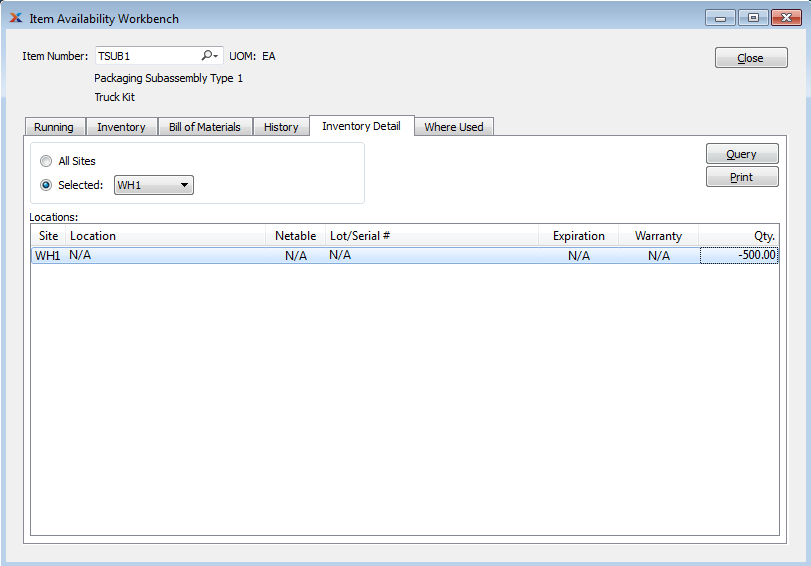 Item Availability Workbench
Item Number: TSUB1 UOM: EA
Close
Packaging Subassembly Type 1
Truck Kit
Running Inventory Bill of Materials History Inventory Detail Where Used
All Sites
Query
Selected: WH1
Print
Locations:
Site Location Netable Lot/Serial # Expiration Warranty Qty.
WH1 N/A N/A N/A N/A N/A -500.00